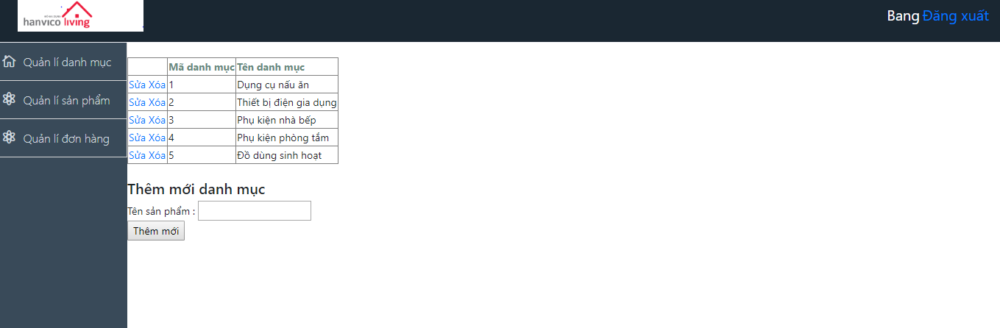 hanvico living
Bang Đăng xuất
Quản lí danh mục
Quản lí sản phẩm
Quản lí đơn hàng
Mã danh mục Tên danh mục
Sửa Xóa 1 Dụng cụ nấu ăn
Sửa Xóa 2 Thiết bị điện gia dụng
Sửa Xóa 3 Phụ kiện nhà bếp
Sửa Xóa 4 Phụ kiện phòng tắm
Sửa Xóa 5 Đồ dùng sinh hoạt
Thêm mới danh mục
Tên sản phẩm :
Thêm mới